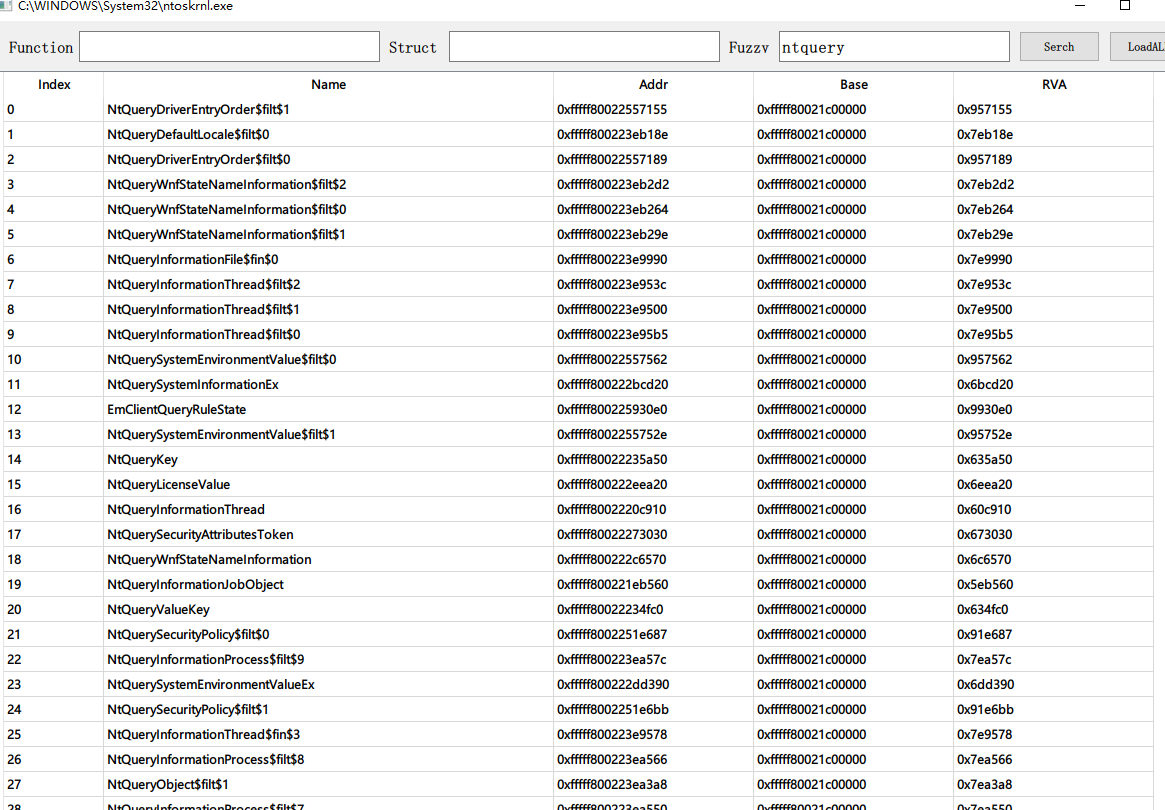 C:\WINDOWS\System32\ntoskrnl.exe
Function Struct Fuzzv ntquery Serch LoadAL
Index Name Addr Base RVA
0 NtQueryDriverEntryOrder$filt$1 0xfffff80022557155 0xfffff80021c00000 0x957155
1 NtQueryDefaultLocale$filt$0 0xfffff800223eb18e 0xfffff80021c00000 0x7eb18e
2 NtQueryDriverEntryOrder$filt$0 0xfffff80022557189 0xfffff80021c00000 0x957189
3 NtQueryWnfStateNameInformation$filt$2 0xfffff800223eb2d2 0xfffff80021c00000 0x7eb2d2
4 NtQueryWnfStateNameInformation$filt$0 0xfffff800223eb264 0xfffff80021c00000 0x7eb264
5 NtQueryWnfStateNameInformation$filt$1 0xfffff800223eb29e 0xfffff80021c00000 0x7eb29e
6 NtQueryInformationFile$fin$0 0xfffff800223e9990 0xfffff80021c00000 0x7e9990
7 NtQueryInformationThread$filt$2 0xfffff800223e953c 0xfffff80021c00000 0x7e953c
8 NtQueryInformationThread$filt$1 0xfffff800223e9500 0xfffff80021c00000 0x7e9500
9 NtQueryInformationThread$filt$0 0xfffff800223e95b5 0xfffff80021c00000 0x7e95b5
10 NtQuerySystemEnvironmentValue$filt$0 0xfffff80022557562 0xfffff80021c00000 0x957562
11 NtQuerySystemInformationEx 0xfffff800222bcd20 0xfffff80021c00000 0x6bcd20
12 EmClientQueryRuleState 0xfffff800225930e0 0xfffff80021c00000 0x9930e0
13 NtQuerySystemEnvironmentValue$filt$1 0xfffff8002255752e 0xfffff80021c00000 0x95752e
14 NtQueryKey 0xfffff80022235a50 0xfffff80021c00000 0x635a50
15 NtQueryLicenseValue 0xfffff800222eea20 0xfffff80021c00000 0x6eea20
16 NtQueryInformationThread 0xfffff8002220c910 0xfffff80021c00000 0x60c910
17 NtQuerySecurityAttributesToken 0xfffff80022273030 0xfffff80021c00000 0x673030
18 NtQueryWnfStateNameInformation 0xfffff800222c6570 0xfffff80021c00000 0x6c6570
19 NtQueryInformationJobObject 0xfffff800221eb560 0xfffff80021c00000 0x5eb560
20 NtQueryValueKey 0xfffff80022234fc0 0xfffff80021c00000 0x634fc0
21 NtQuerySecurityPolicy$filt$0 0xfffff8002251e687 0xfffff80021c00000 0x91e687
22 NtQueryInformationProcess$filt$9 0xfffff800223ea57c 0xfffff80021c00000 0x7ea57c
23 NtQuerySystemEnvironmentValueEx 0xfffff800222dd390 0xfffff80021c00000 0x6dd390
24 NtQuerySecurityPolicy$filt$1 0xfffff8002251e6bb 0xfffff80021c00000 0x91e6bb
25 NtQueryInformationThread$fin$3 0xfffff800223e9578 0xfffff80021c00000 0x7e9578
26 NtQueryInformationProcess$filt$8 0xfffff800223ea566 0xfffff80021c00000 0x7ea566
27 NtQueryObject$filt$1 0xfffff800223ea3a8 0xfffff80021c00000 0x7ea3a8
28 NtQueryInformationProcess$filt$7 0xfffff800223ea550 0xfffff80021c00000 0x7ea550